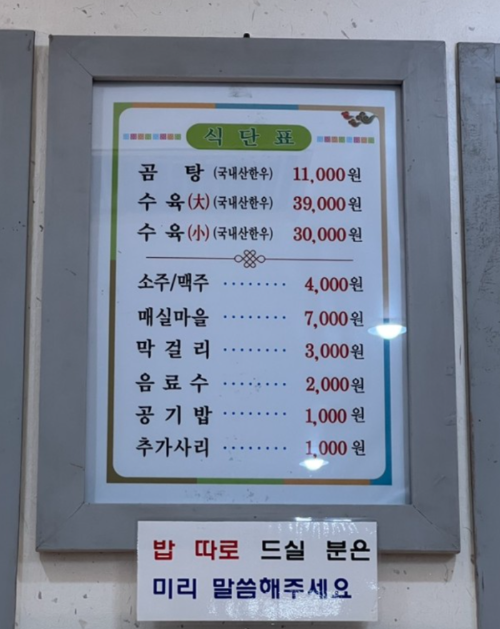 식단표
곰 탕 (국내산한우) 11,000원
수 육(大)(국내산한우) 39,000원
수 육(小)(국내산한우) 30,000원
소주/맥주 ········ 4,000원
매실마을 ········ 7,000원
막 걸 리 ········ 3,000원
음 료 수 ········ 2,000원
공 기 밥 ········ 1,000원
추가사리 ········ 1,000원
밥 따로 드실 분은
미리 말씀해주세요